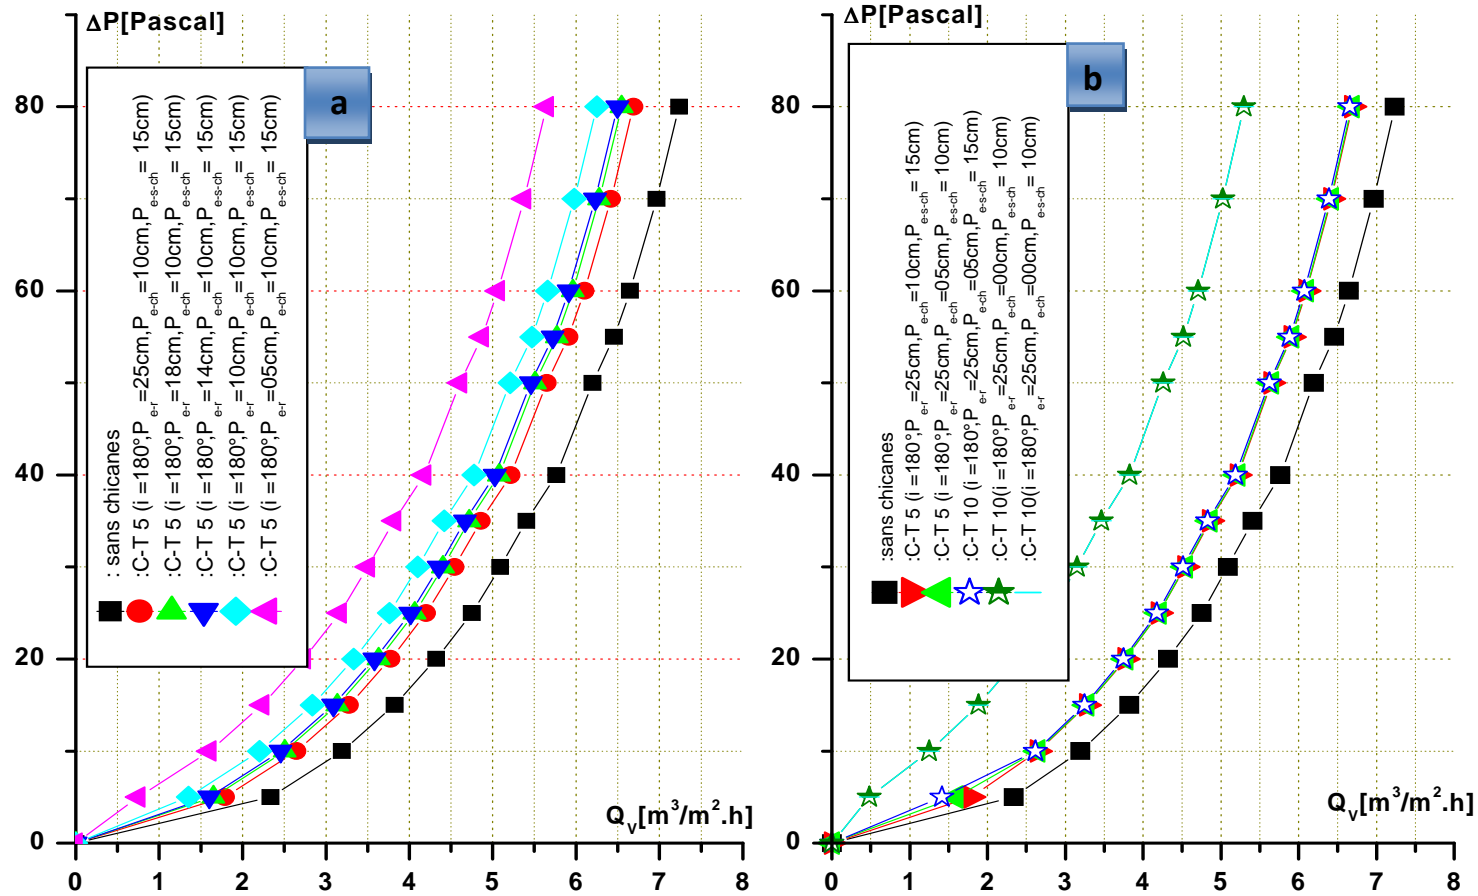 ΔP[Pascal]
a
: sans chicanes
:C-T 5 (i =180°,Pe-r=25cm,Pe-ch=10cm,Pe-s-ch= 15cm)
:C-T 5 (i =180°,Pe-r=18cm,Pe-ch=10cm,Pe-s-ch= 15cm)
:C-T 5 (i =180°,Pe-r=14cm,Pe-ch=10cm,Pe-s-ch= 15cm)
:C-T 5 (i =180°,Pe-r=10cm,Pe-ch=10cm,Pe-s-ch= 15cm)
:C-T 5 (i =180°,Pe-r=05cm,Pe-ch=10cm,Pe-s-ch= 15cm)
80
60
40
20
0
Qv[m³/m².h]
0 1 2 3 4 5 6 7 8
ΔP[Pascal]
b
:sans chicanes
:C-T 5 (i =180°,Pe-r=25cm,Pe-ch=10cm,Pe-s-ch= 15cm)
:C-T 5 (i =180°,Pe-r=25cm,Pe-ch=05cm,Pe-s-ch= 10cm)
:C-T 10 (i =180°,Pe-r=25cm,Pe-ch=05cm,Pe-s-ch= 15cm)
:C-T 10(i =180°,Pe-r=25cm,Pe-ch=00cm,Pe-s-ch= 10cm)
:C-T 10(i =180°,Pe-r=25cm,Pe-ch=00cm,Pe-s-ch= 10cm)
80
60
40
20
0
Qv[m³/m².h]
0 1 2 3 4 5 6 7 8